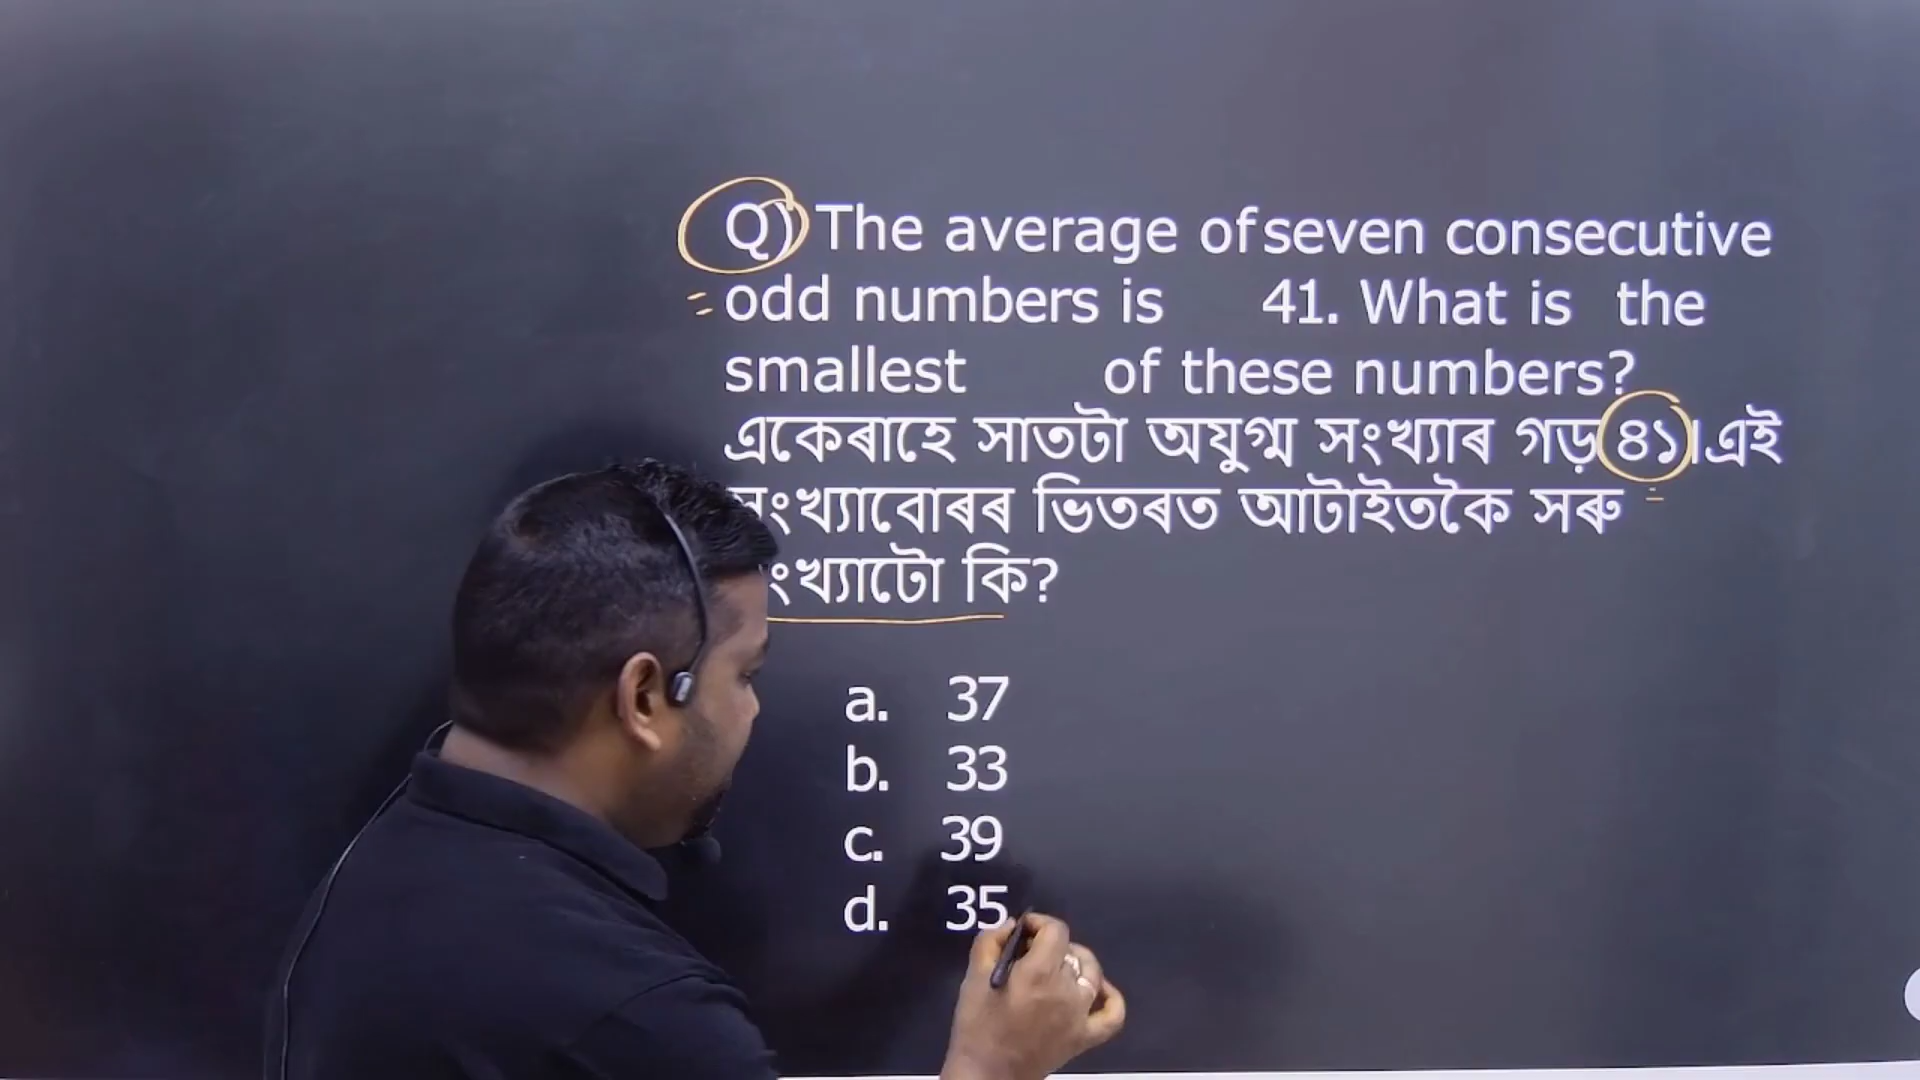 Q) The average of seven consecutive
odd numbers is 41. What is the
smallest of these numbers?
একেৰাহে সাতটা অযুগ্ম সংখ্যাৰ গড় ৪১।এই
ভিতৰত আটাইতকৈ সৰু
কি?
a. 37
b. 33
c. 39
d. 35